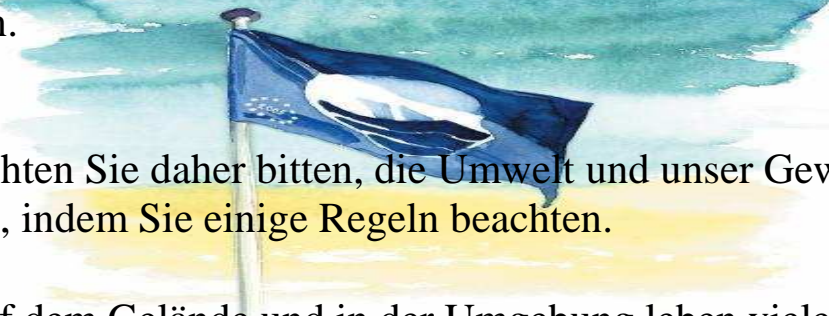 n.
hten Sie daher bitten, die Umwelt und unser Gew
, indem Sie einige Regeln beachten.
f dem Gelände und in der Umgebung leben viele